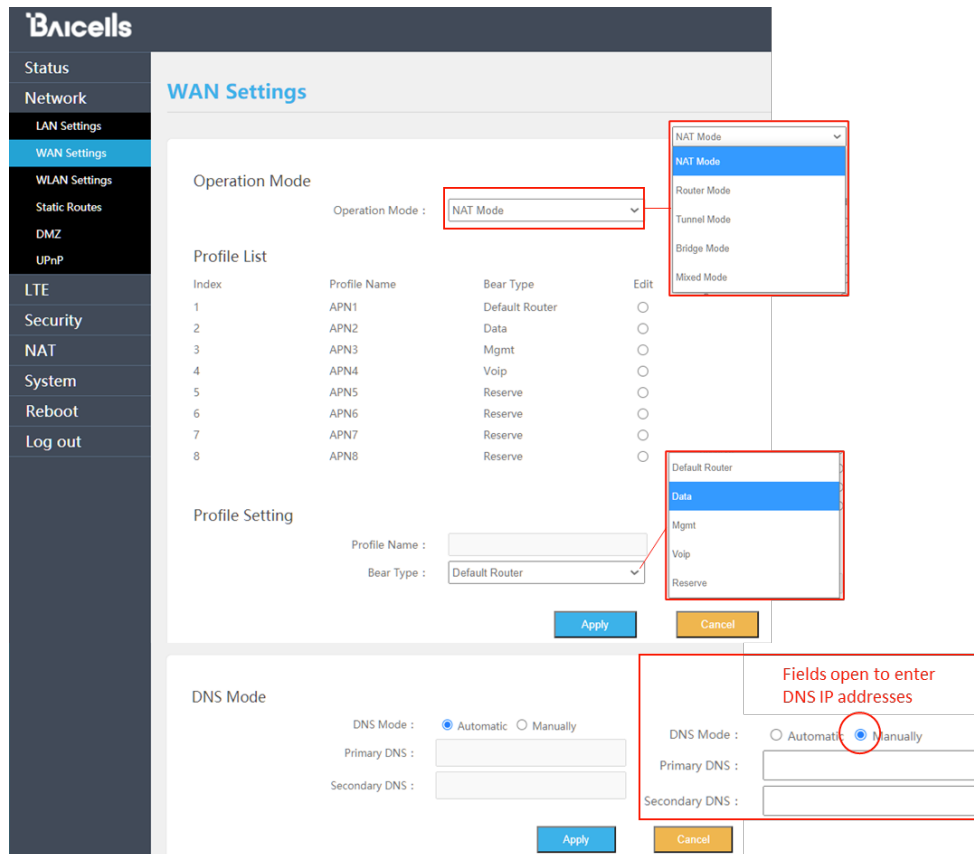 Baicells
Status
Network
LAN Settings
WAN Settings
WLAN Settings
Static Routes
DMZ
UPnP
LTE
Security
NAT
System
Reboot
Log out
WAN Settings
Operation Mode
Operation Mode : NAT Mode
NAT Mode
NAT Mode
Router Mode
Tunnel Mode
Bridge Mode
Mixed Mode
Profile List
Index Profile Name Bear Type Edit
1 APN1 Default Router
2 APN2 Data
3 APN3 Mgmt
4 APN4 Voip
5 APN5 Reserve
6 APN6 Reserve
7 APN7 Reserve
8 APN8 Reserve
Profile Setting
Profile Name :
Bear Type : Default Router
Default Router
Data
Mgmt
Voip
Reserve
Apply Cancel
DNS Mode
DNS Mode : Automatic Manually
Primary DNS :
Secondary DNS :
Apply Cancel
Fields open to enter
DNS IP addresses
DNS Mode : Automatic Manually
Primary DNS :
Secondary DNS :